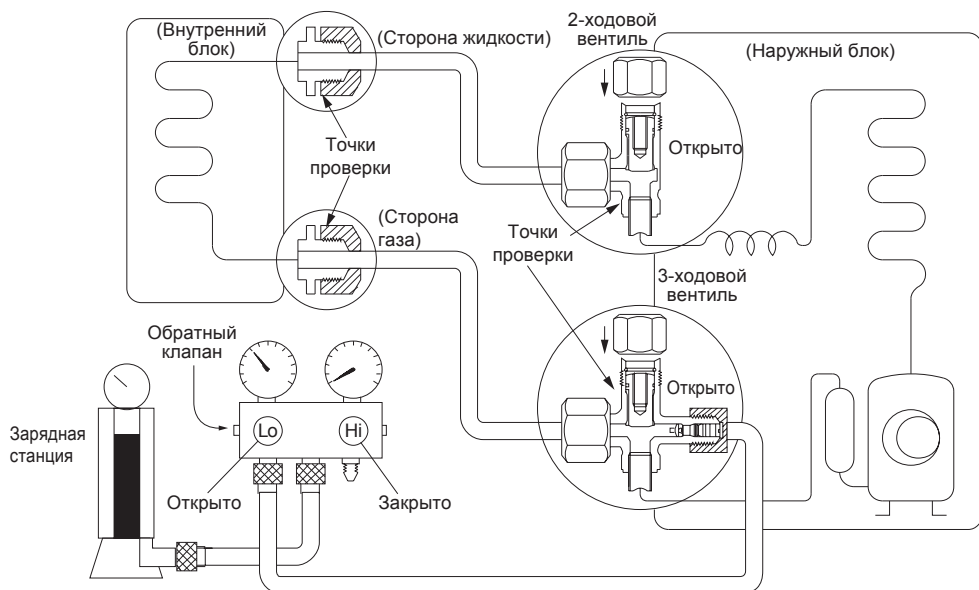 (Внутренний
блок)
(Сторона жидкости)
2-ходовой
вентиль
(Наружный блок)
Открыто
Точки
проверки
(Сторона
газа)
Точки
проверки
3-ходовой
вентиль
Обратный
клапан
Открыто
Зарядная
станция
Lo
Hi
Открыто
Закрыто